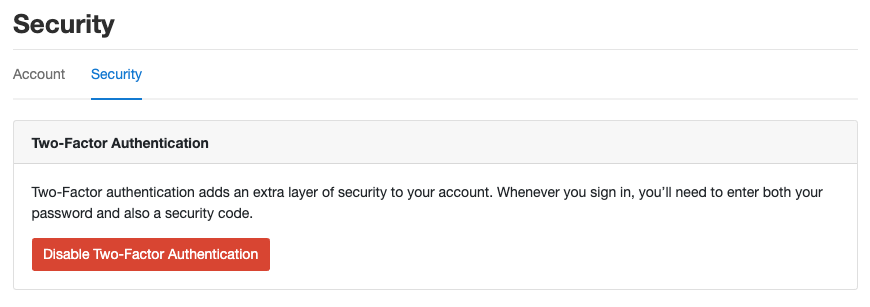 Security
Account Security
Two-Factor Authentication
Two-Factor authentication adds an extra layer of security to your account. Whenever you sign in, you’ll need to enter both your
password and also a security code.
Disable Two-Factor Authentication